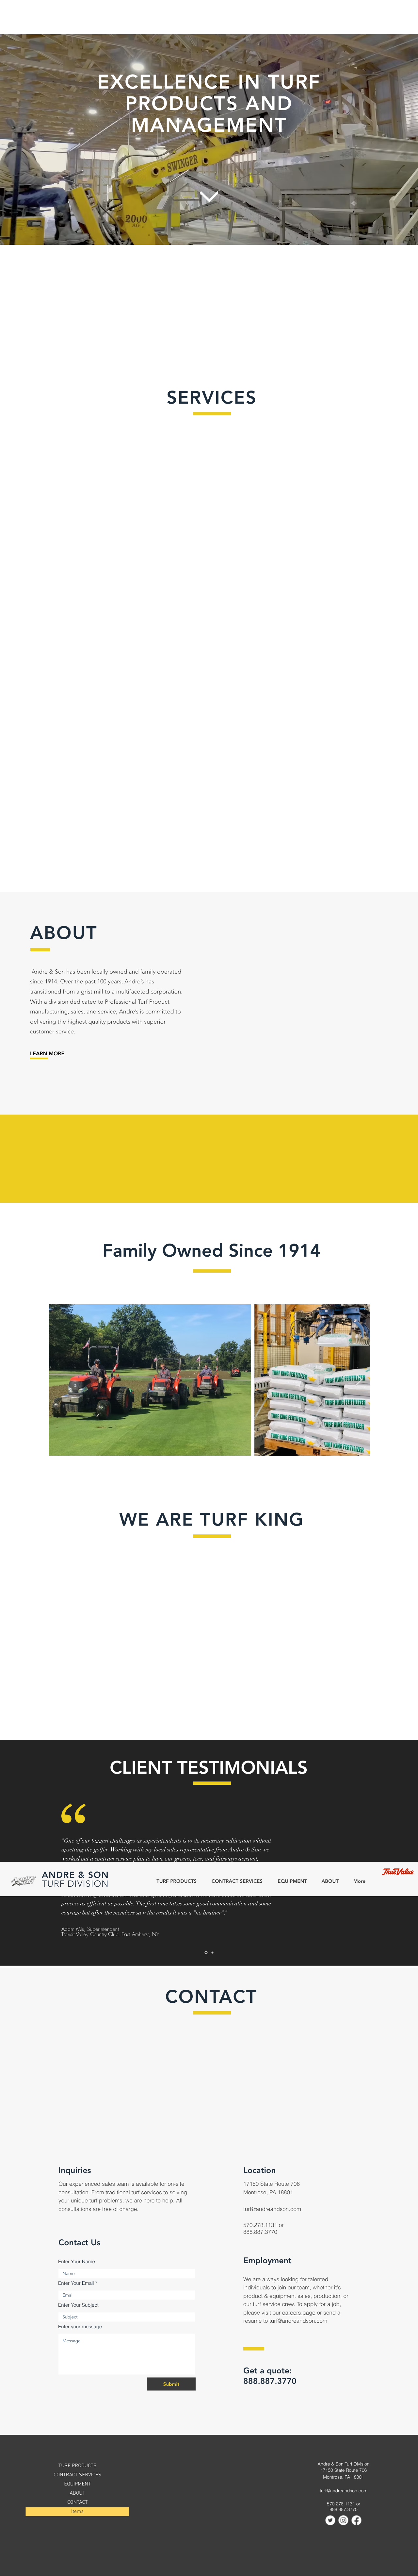 EXCELLENCE IN TURF
PRODUCTS AND
MANAGEMENT
SWINGER
2000
SERVICES
ABOUT
Andre & Son has been locally owned and family operated
since 1914. Over the past 100 years, Andre's has
transitioned from a grist mill to a multifaceted corporation.
With a division dedicated to Professional Turf Product
manufacturing, sales, and service, Andre's is committed to
delivering the highest quality products with superior
customer service.
LEARN MORE
Family Owned Since 1914
TURF KING FERTILIZER
WE ARE TURF KING
CLIENT TESTIMONIALS
"One of our biggest challenges as superintendents is to do necessary cultivation without
upsetting the golfer. Working with my local sales representative from Andre & Son we
worked out a contract service plan to have our greens, tees, and fairways aerated,
ANDRE & SON
TURF DIVISION
TURF PRODUCTS
CONTRACT SERVICES
EQUIPMENT
ABOUT
More
True Value
process as efficient as possible. The first time takes some good communication and some
courage but after the members saw the results it was a "no brainer"."
Adam Mis, Superintendent
Transit Valley Country Club, East Amherst, NY
CONTACT
Inquiries
Our experienced sales team is available for on-site
consultation. From traditional turf services to solving
your unique turf problems, we are here to help. All
consultations are free of charge.
Contact Us
Enter Your Name
Name
Enter Your Email *
Email
Enter Your Subject
Subject
Enter your message
Message
Submit
Location
17150 State Route 706
Montrose, PA 18801
turf@andreandson.com
570.278.1131 or
888.887.3770
Employment
We are always looking for talented
individuals to join our team, whether it's
product & equipment sales, production, or
our turf service crew. To apply for a job,
please visit our careers page or send a
resume to turf@andreandson.com
Get a quote:
888.887.3770
TURF PRODUCTS
CONTRACT SERVICES
EQUIPMENT
ABOUT
CONTACT
Items
Andre & Son Turf Division
17150 State Route 706
Montrose, PA 18801
turf@andreandson.com
570.278.1131 or
888.887.3770